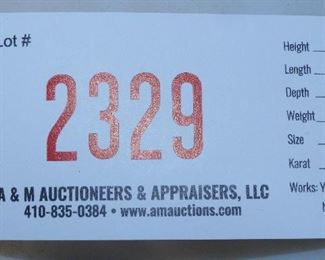 Lot #
2329
A & M AUCTIONEERS & APPRAISERS, LLC
410-835-0384 • www.amauctions.com
Height
Length
Depth
Weight
Size
Karat
Works: Y